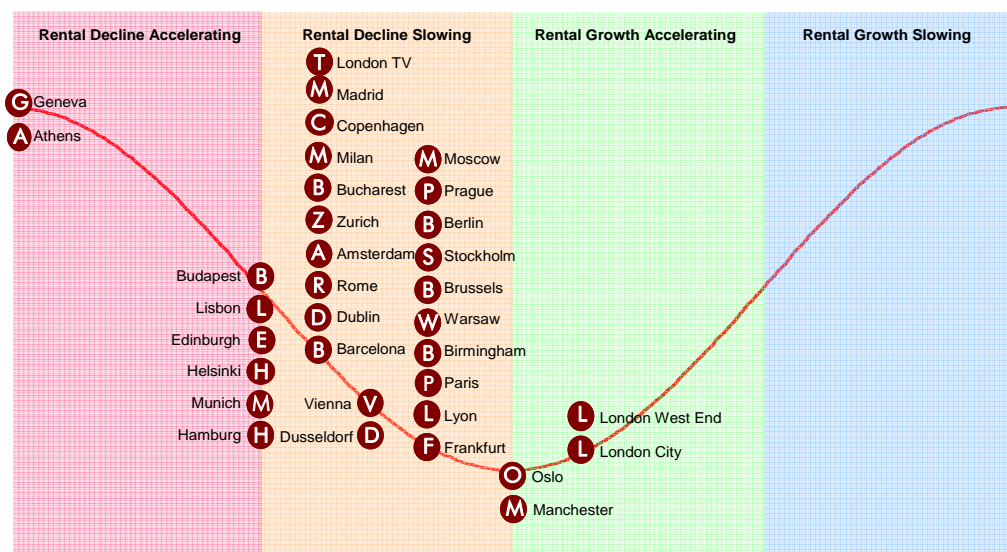 Rental Decline Accelerating
Rental Decline Slowing
Rental Growth Accelerating
Rental Growth Slowing
T London TV
M Madrid
G Geneva
C Copenhagen
A Athens
M Milan
M Moscow
B Bucharest
P Prague
Z Zurich
B Berlin
A Amsterdam
S Stockholm
Budapest B
R Rome
B Brussels
Lisbon L
D Dublin
W Warsaw
Edinburgh E
B Barcelona
B Birmingham
Helsinki H
P Paris
Munich M
Vienna V
L Lyon
L London West End
Hamburg H
Dusseldorf D
F Frankfurt
L London City
O Oslo
M Manchester